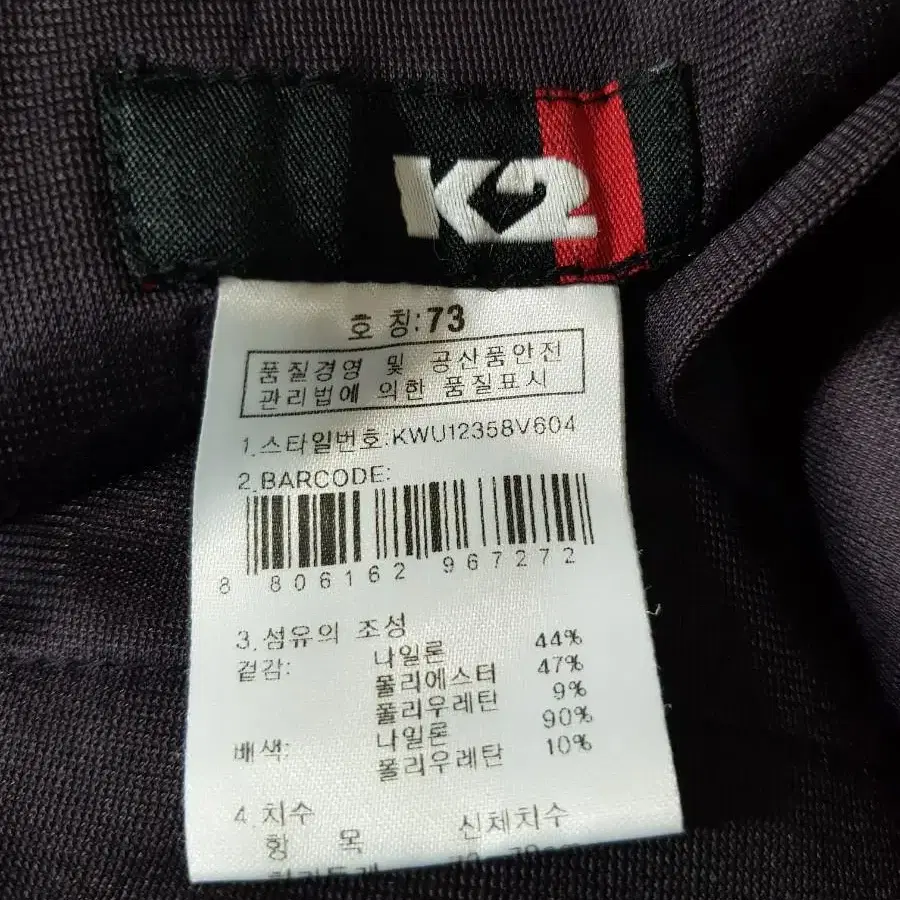 K2
호 칭:73
품질경영 및 공산품안전
관리법에 의한 품질표시
1.스타일번호:KWU12358V604
2.BARCODE:
8 806162 967272
3.섬유의 조성
겉감: 나일론 44%
폴리에스터 47%
폴리우레탄 9%
배색: 나일론 90%
폴리우레탄 10%
4.치수
항 목 신체치수